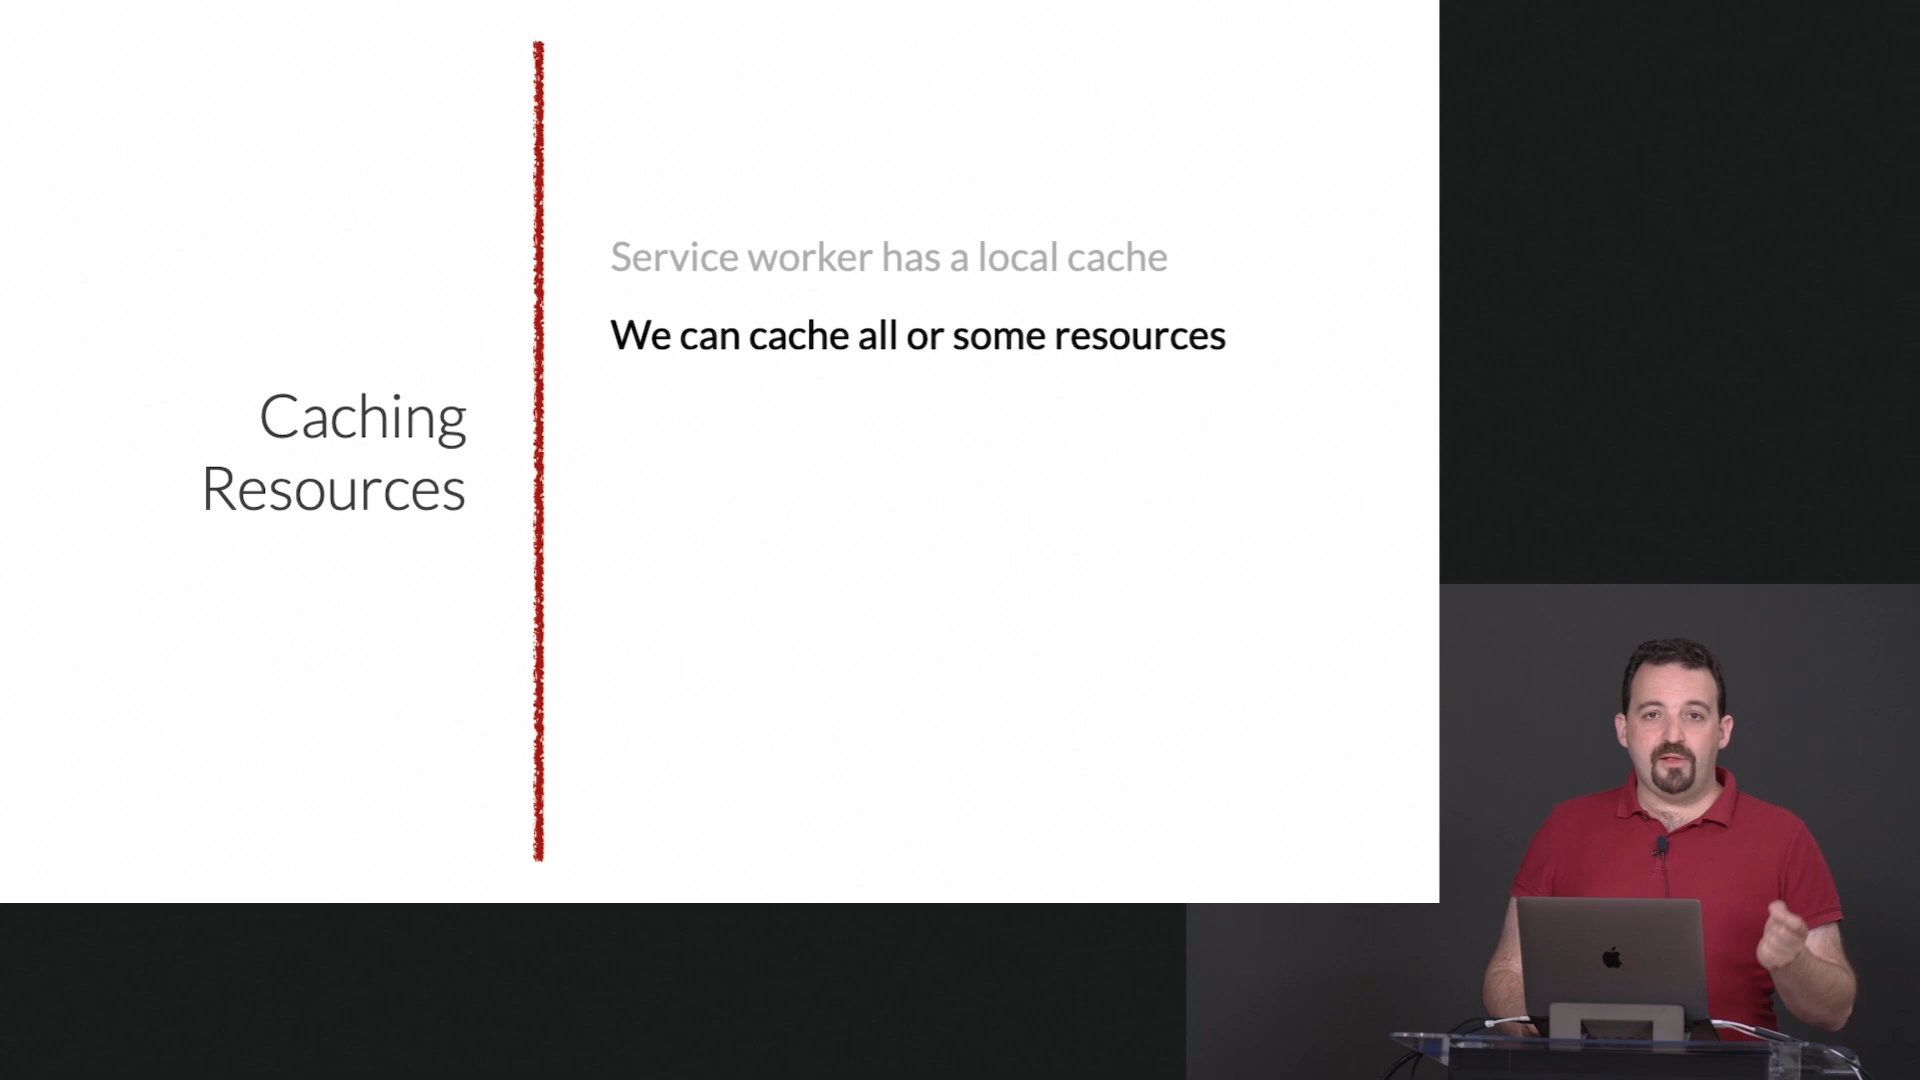 Caching
Resources
Service worker has a local cache
We can cache all or some resources